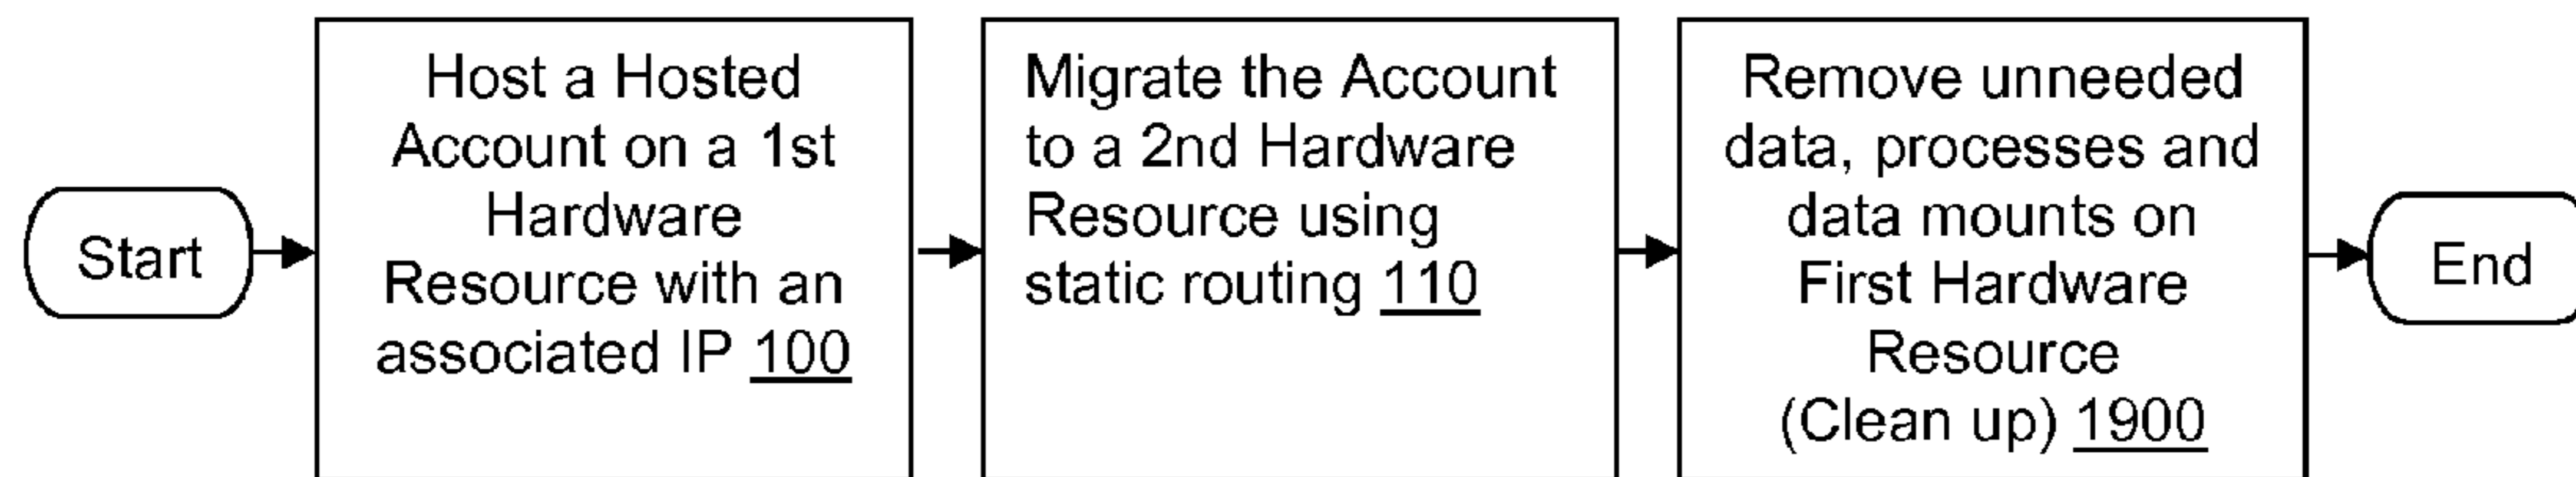 Start
Host a Hosted
Account on a 1st
Hardware
Resource with an
associated IP 100
Migrate the Account
to a 2nd Hardware
Resource using
static routing 110
Remove unneeded
data, processes and
data mounts on
First Hardware
Resource
(Clean up) 1900
End